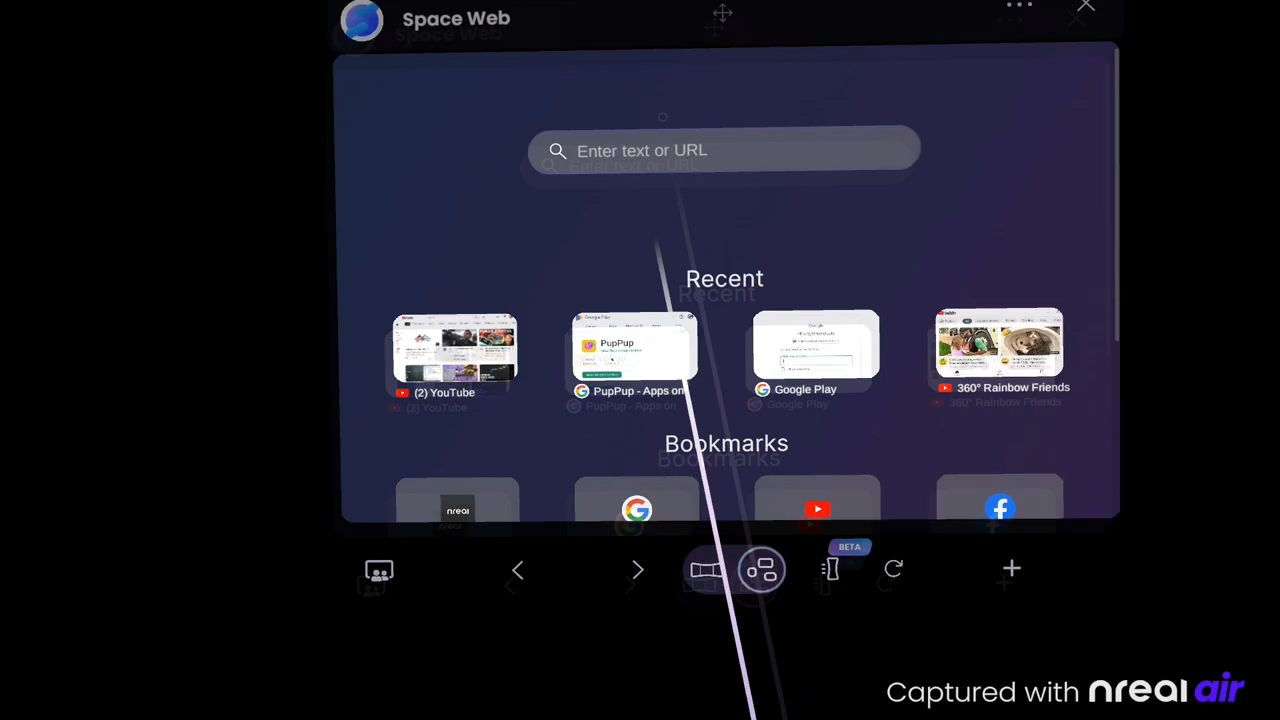 Space Web
Enter text or URL
Recent
PupPup
(2) YouTube
PupPup - Apps on
Google Play
360° Rainbow Friends
Bookmarks
nreal
BETA
Captured with nreal air